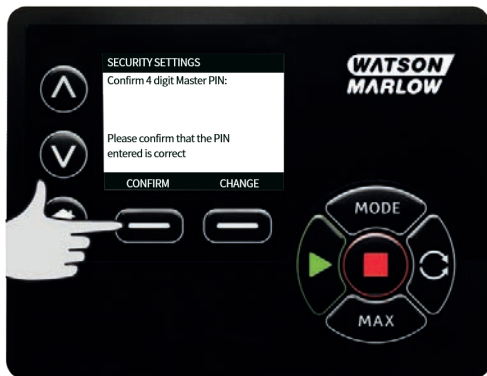 SECURITY SETTINGS
Confirm 4 digit Master PIN:
Please confirm that the PIN
entered is correct
CONFIRM CHANGE
WATSON
MARLOW
MODE
MAX